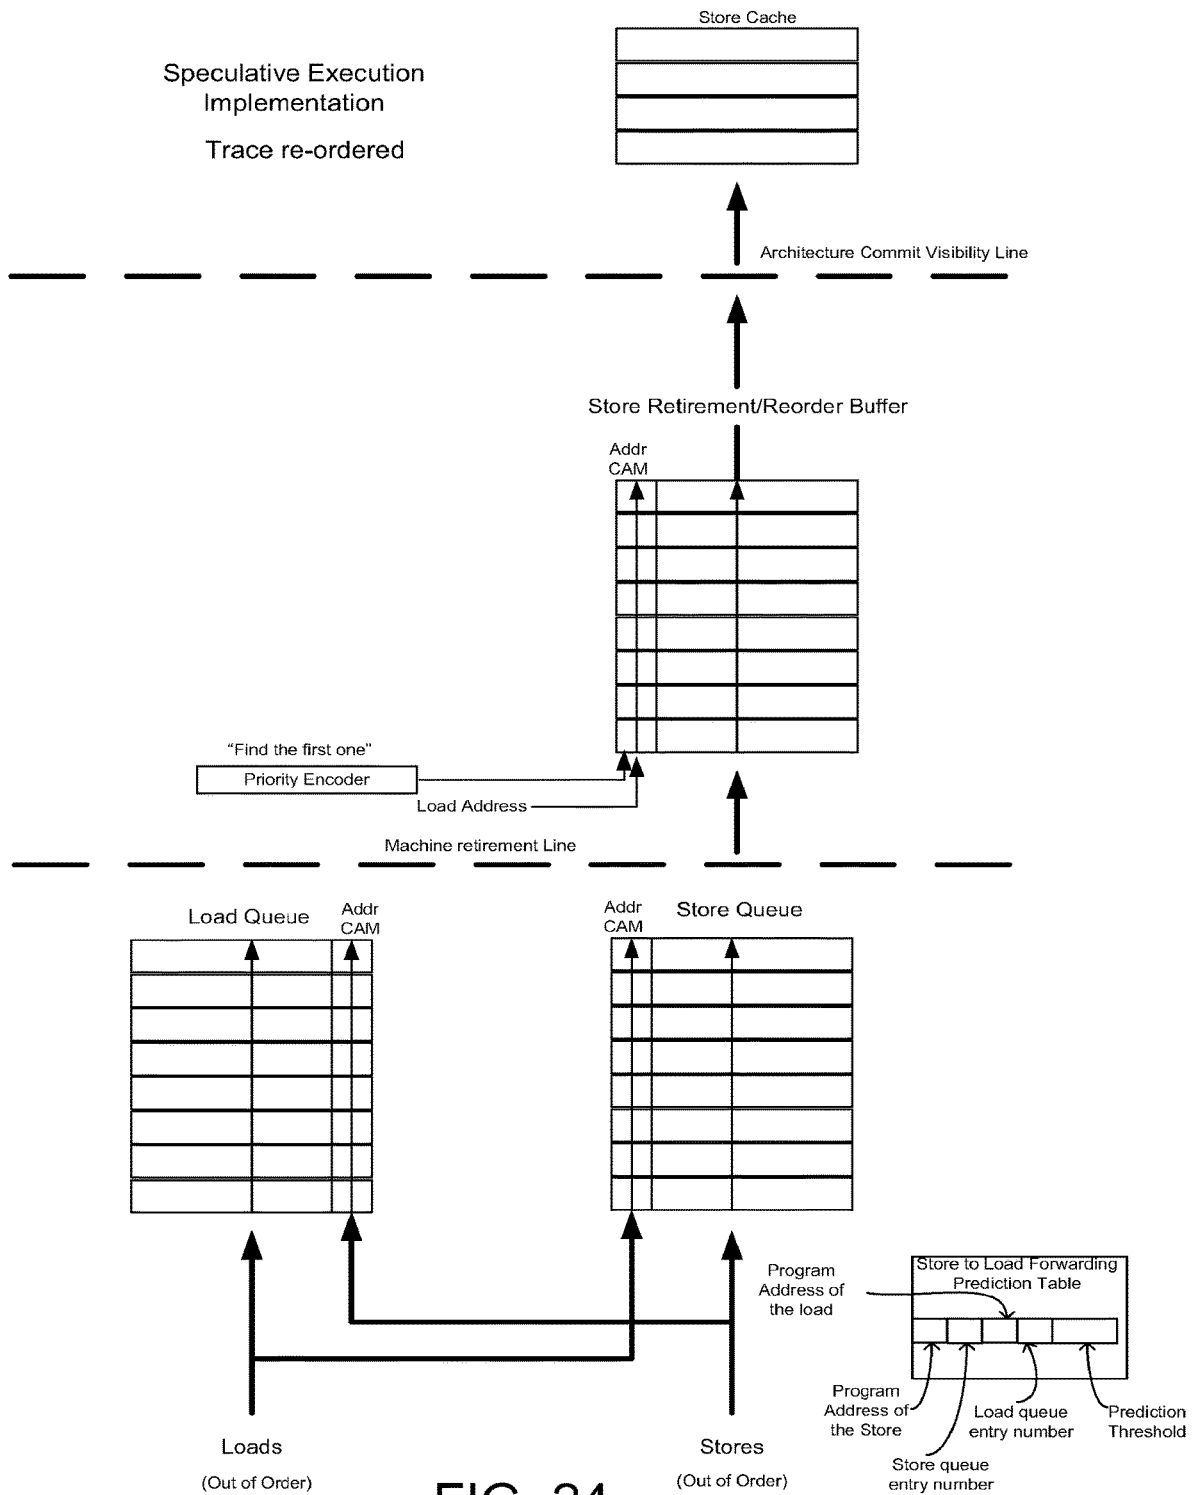 Store Cache
Speculative Execution
Implementation
Trace re-ordered
Architecture Commit Visibility Line
Store Retirement/Reorder Buffer
Addr
CAM
"Find the first one"
Priority Encoder
Load Address
Machine retirement Line
Load Queue
Addr
CAM
Addr
CAM
Store Queue
Program
Address of
the load
Store to Load Forwarding
Prediction Table
Program
Address of
the Store
Store queue
entry number
Load queue
entry number
Prediction
Threshold
Loads
(Out of Order)
Stores
(Out of Order)
FIG. 24